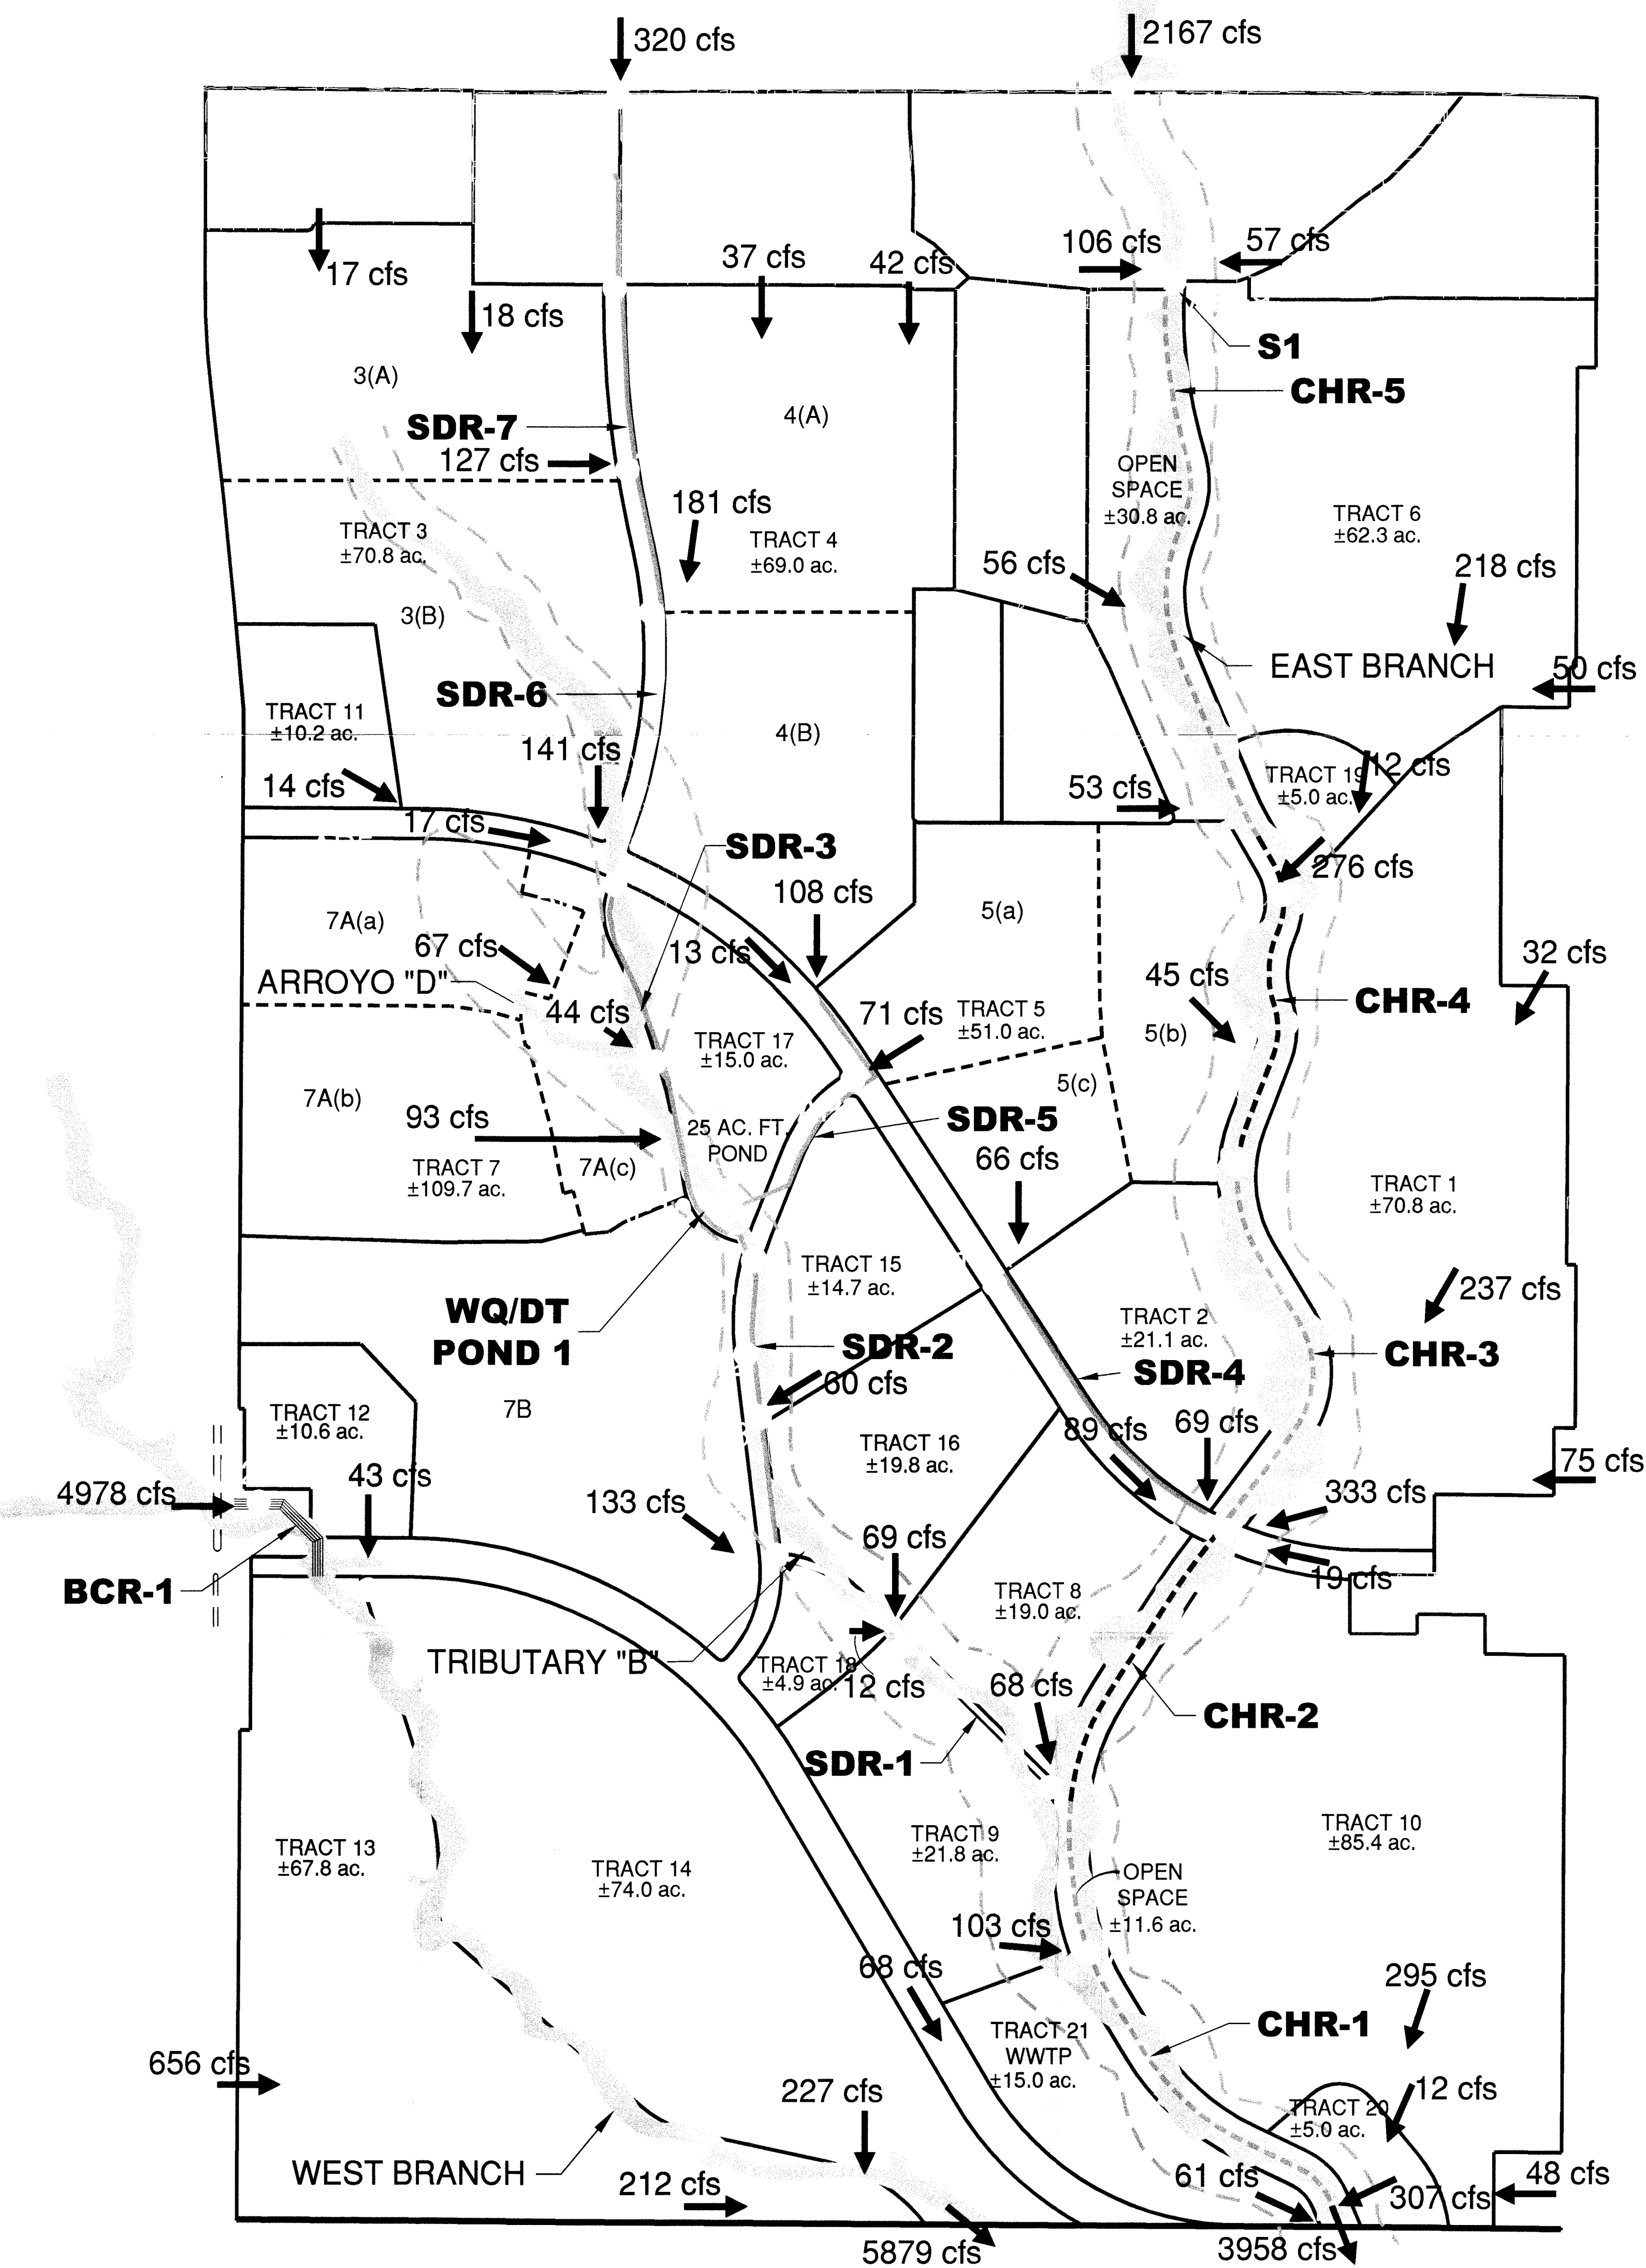 320 cfs
2167 cfs
106 cfs
57 cfs
37 cfs
42 cfs
17 cfs
18 cfs
S1
3(A)
CHR-5
4(A)
SDR-7
127 cfs
OPEN
SPACE
±30.8 ac.
181 cfs
TRACT 3
±70.8 ac.
TRACT 4
±69.0 ac.
TRACT 6
±62.3 ac.
56 cfs
218 cfs
3(B)
EAST BRANCH
50 cfs
SDR-6
TRACT 11
±10.2 ac.
4(B)
141 cfs
14 cfs
53 cfs
TRACT 19
±5.0 ac.
12 cfs
17 cfs
SDR-3
276 cfs
108 cfs
7A(a)
5(a)
67 cfs
13 cfs
32 cfs
ARROYO "D"
45 cfs
CHR-4
44 cfs
71 cfs
TRACT 5
±51.0 ac.
5(b)
TRACT 17
±15.0 ac.
7A(b)
5(c)
93 cfs
25 AC. FT.
POND
SDR-5
TRACT 7
±109.7 ac.
7A(c)
66 cfs
TRACT 1
±70.8 ac.
TRACT 15
±14.7 ac.
237 cfs
WQ/DT
POND 1
TRACT 2
±21.1 ac.
SDR-2
CHR-3
SDR-4
60 cfs
TRACT 12
±10.6 ac.
7B
89 cfs
69 cfs
TRACT 16
±19.8 ac.
75 cfs
4978 cfs
43 cfs
133 cfs
333 cfs
69 cfs
BCR-1
19 cfs
TRACT 8
±19.0 ac.
TRIBUTARY "B"
TRACT 18
±4.9 ac.
12 cfs
68 cfs
CHR-2
SDR-1
TRACT 13
±67.8 ac.
TRACT 14
±74.0 ac.
TRACT 9
±21.8 ac.
TRACT 10
±85.4 ac.
OPEN
SPACE
±11.6 ac.
103 cfs
68 cfs
295 cfs
CHR-1
TRACT 21
WWTP
±15.0 ac.
656 cfs
227 cfs
12 cfs
TRACT 20
±5.0 ac.
WEST BRANCH
212 cfs
61 cfs
307 cfs
48 cfs
5879 cfs
3958 cfs